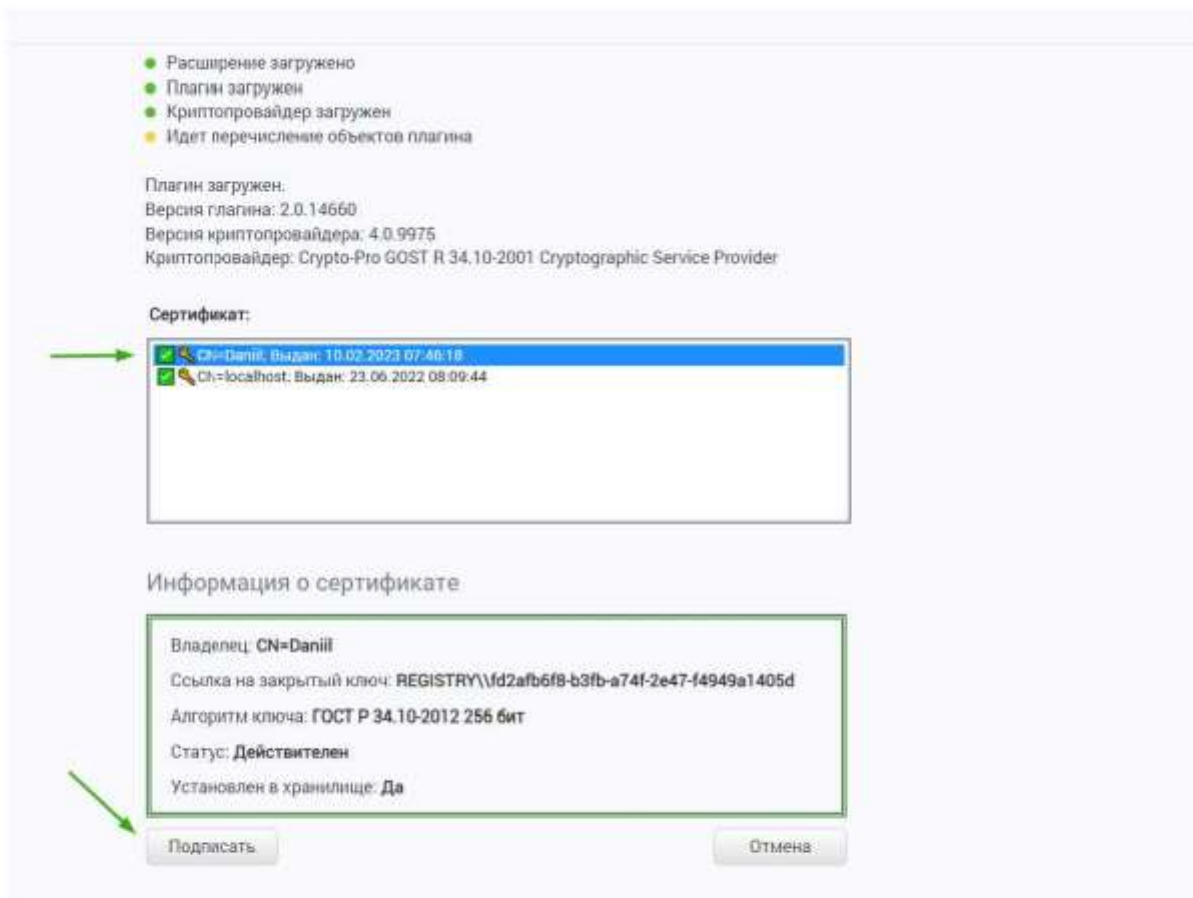 Расширение загружено
Плагин загружен
Криптопровайдер загружен
Идет перечисление объектов плагина
Плагин загружен.
Версия плагина: 2.0.14660
Версия криптопровайдера: 4.0.9975
Криптопровайдер: Crypto-Pro GOST R 34.10-2001 Cryptographic Service Provider
Сертификат:
CN=Daniil; Выдан: 10.02.2023 07:46:18
CN=localhost; Выдан: 23.06.2022 08:09:44
Информация о сертификате
Владелец: CN=Daniil
Ссылка на закрытый ключ: REGISTRY\\fd2afb6f8-b3fb-a74f-2e47-f4949a1405d
Алгоритм ключа: ГОСТ Р 34.10-2012 256 бит
Статус: Действителен
Установлен в хранилище: Да
Подписать Отмена